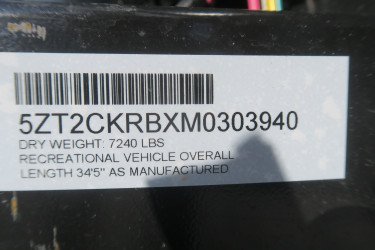 5ZT2CKRBXM0303940
DRY WEIGHT: 7240 LBS
RECREATIONAL VEHICLE OVERALL
LENGTH 34'5" AS MANUFACTURED